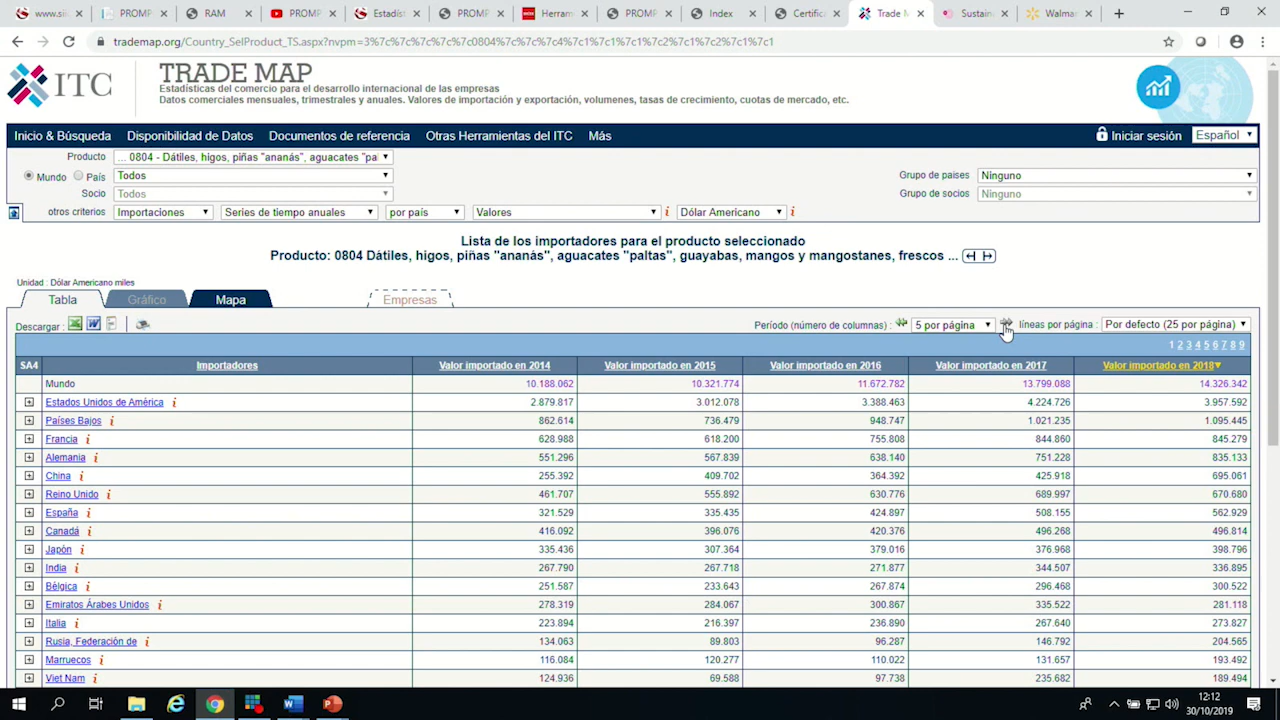 www.sii
PROMP
RAM
PROMP
Estadíst
PROMP
Herram
PROMP
Index
Certifica
Trade M
Sustain
Walmar
trademap.org/Country_SelProduct_TS.aspx?nvpm=3%7c%7c%7c%7c%7c0804%7c%7c%7c4%7c1%7c1%7c1%7c2%7c1%7c2%7c1%7c1
ITC
TRADE MAP
Estadísticas del comercio para el desarrollo internacional de las empresas
Datos comerciales mensuales, trimestrales y anuales. Valores de importación y exportación, volumenes, tasas de crecimiento, cuotas de mercado, etc.
Inicio & Búsqueda Disponibilidad de Datos Documentos de referencia Otras Herramientas del ITC Más Iniciar sesión Español
Producto ... 0804 - Dátiles, higos, piñas "ananás", aguacates "pa
Mundo País Todos Grupo de paises Ninguno
Socio Todos Grupo de socios Ninguno
otros criterios Importaciones Series de tiempo anuales por país Valores i Dólar Americano i
Lista de los importadores para el producto seleccionado
Producto: 0804 Dátiles, higos, piñas "ananás", aguacates "paltas", guayabas, mangos y mangostanes, frescos ...
Unidad : Dólar Americano miles
Tabla Gráfico Mapa Empresas
Descargar : Período (número de columnas) : 5 por página líneas por página : Por defecto (25 por página)
1 2 3 4 5 6 7 8 9
SA4 Importadores Valor importado en 2014 Valor importado en 2015 Valor importado en 2016 Valor importado en 2017 Valor importado en 2018
Mundo 10.188.062 10.321.774 11.672.782 13.799.088 14.326.342
Estados Unidos de América i 2.879.817 3.012.078 3.388.463 4.224.726 3.957.592
Países Bajos i 862.614 736.479 948.747 1.021.235 1.095.445
Francia i 628.988 618.200 755.808 844.860 845.279
Alemania i 551.296 567.839 638.140 751.228 835.133
China i 255.392 409.702 364.392 425.918 695.061
Reino Unido i 461.707 555.892 630.776 689.997 670.680
España i 321.529 335.435 424.897 508.155 562.929
Canadá i 416.092 396.076 420.376 496.268 496.814
Japón i 335.436 307.364 379.016 376.968 398.796
India i 267.790 267.718 271.877 344.507 336.895
Bélgica i 251.587 233.643 267.874 296.468 300.522
Emiratos Árabes Unidos i 278.319 284.067 300.867 335.522 281.118
Italia i 223.894 216.397 236.890 267.640 273.827
Rusia, Federación de i 134.063 89.803 96.287 146.792 204.565
Marruecos i 116.084 120.277 110.022 131.657 193.492
Viet Nam i 124.936 69.588 97.738 235.682 189.494
12:12
30/10/2019